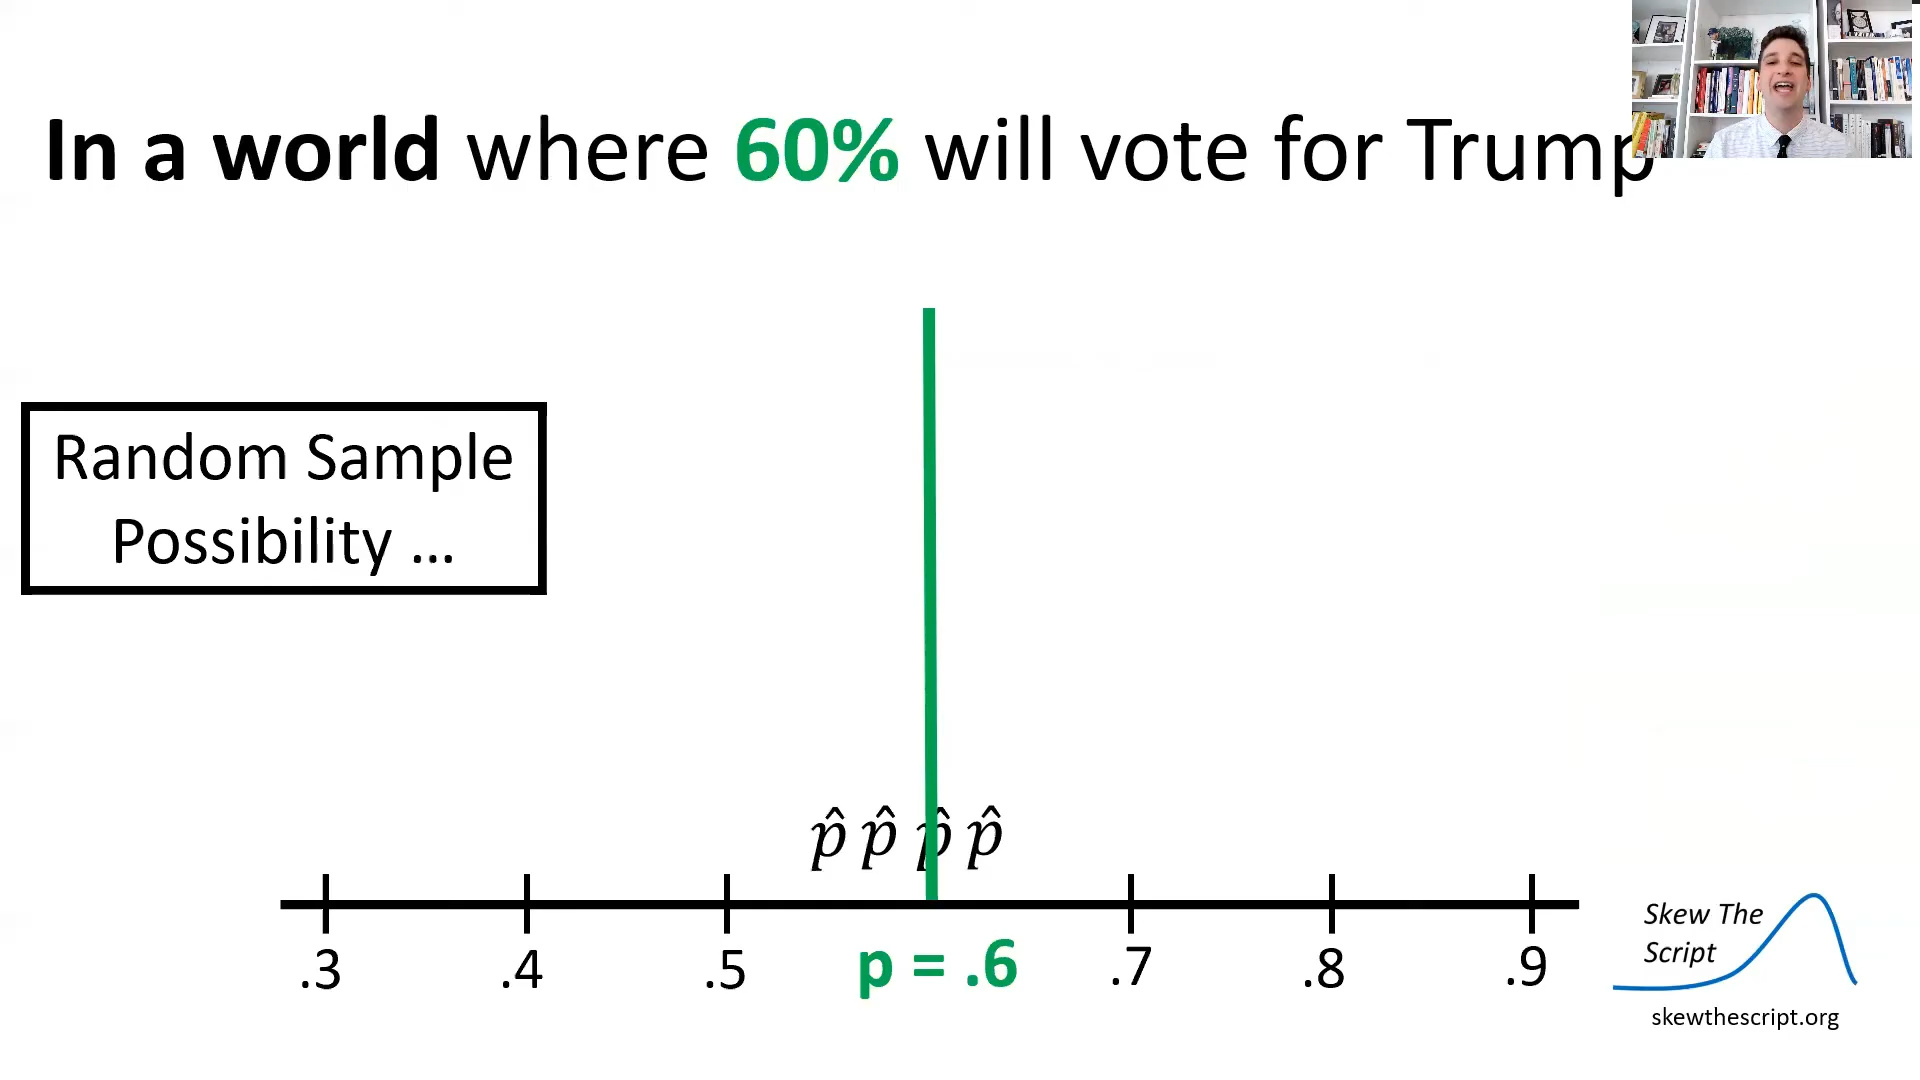 In a world where 60% will vote for Trump
Random Sample
Possibility ...
p̂ p̂ p̂ p̂
.3 .4 .5 p = .6 .7 .8 .9
Skew The
Script
skewthescript.org